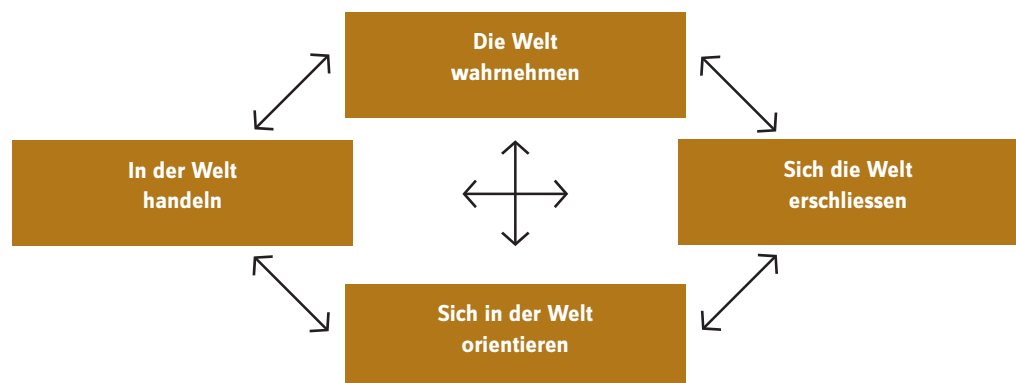 Die Welt
wahrnehmen
In der Welt
handeln
Sich die Welt
erschliessen
Sich in der Welt
orientieren